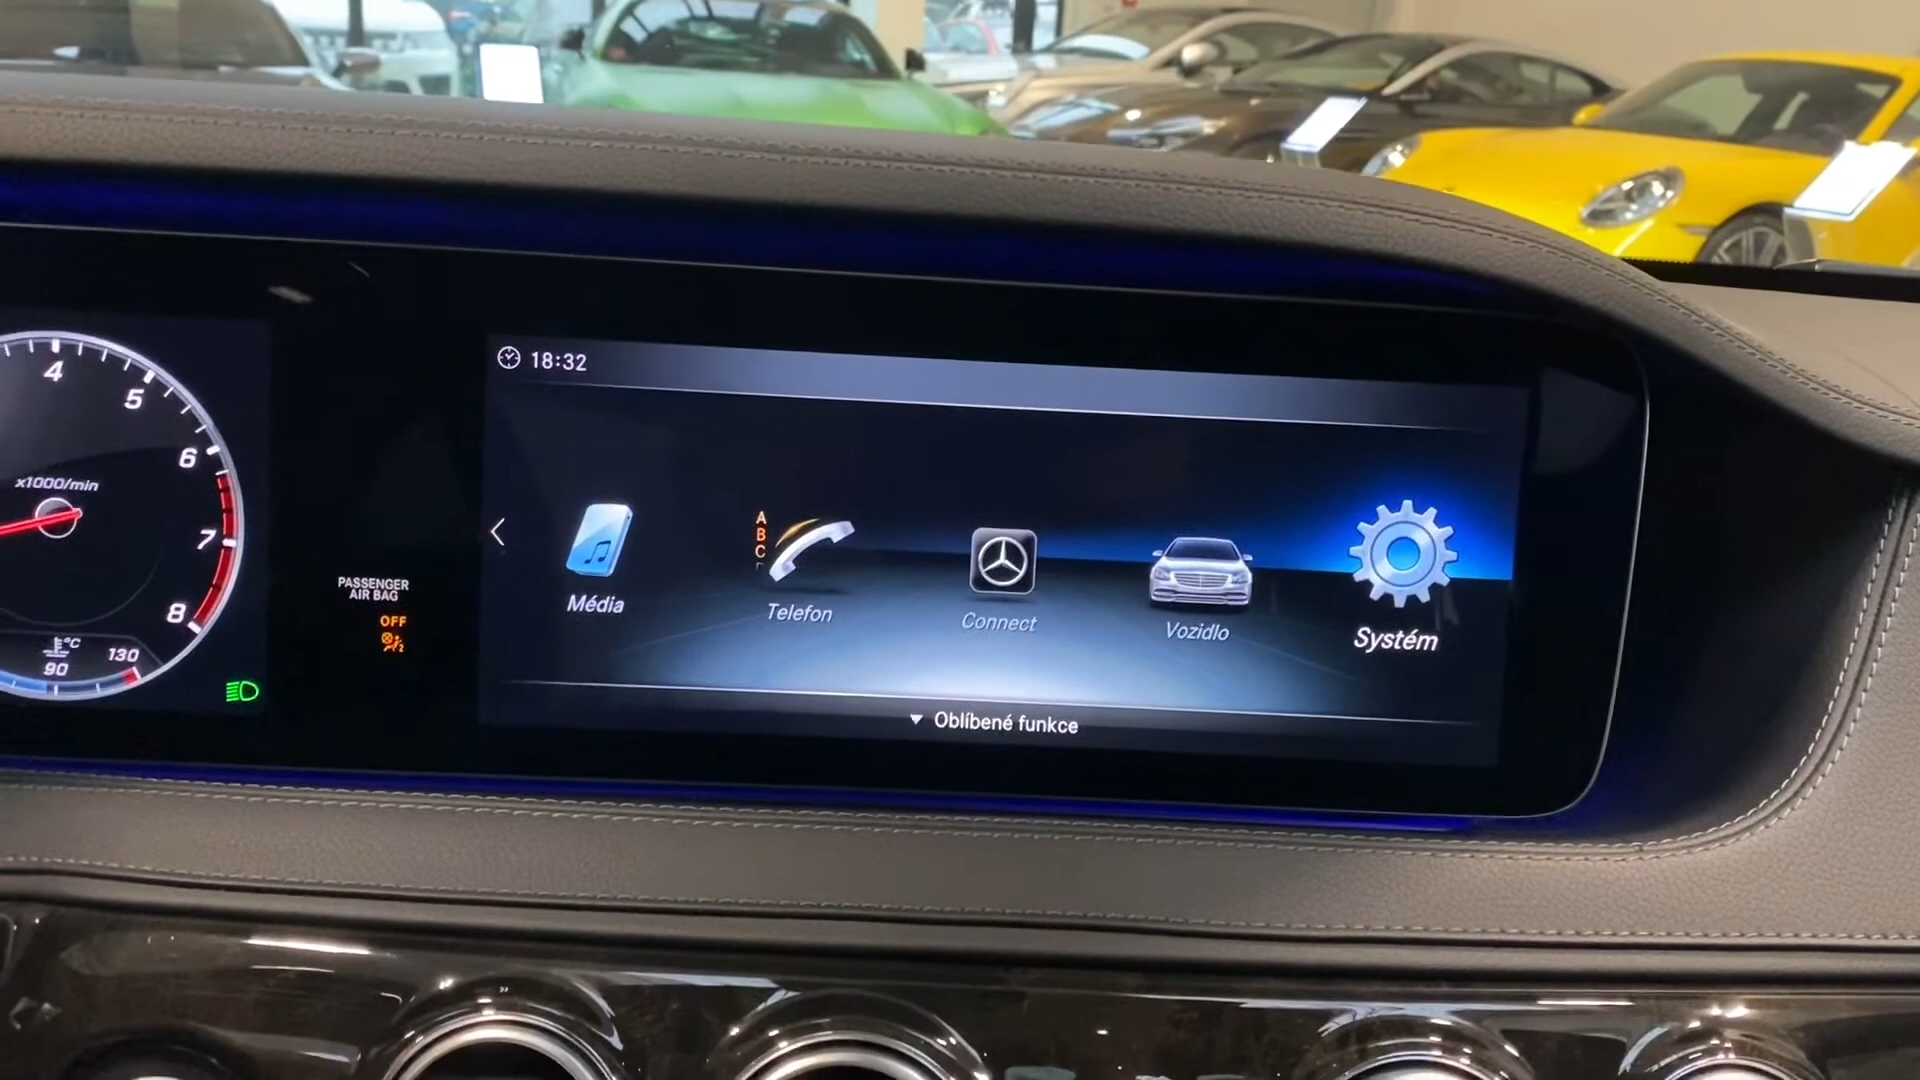 18:32
4
5
6
7
8
x1000/min
°C
90
130
PASSENGER
AIR BAG
OFF
2
A
B
C
Média
Telefon
Connect
Vozidlo
Systém
Oblíbené funkce